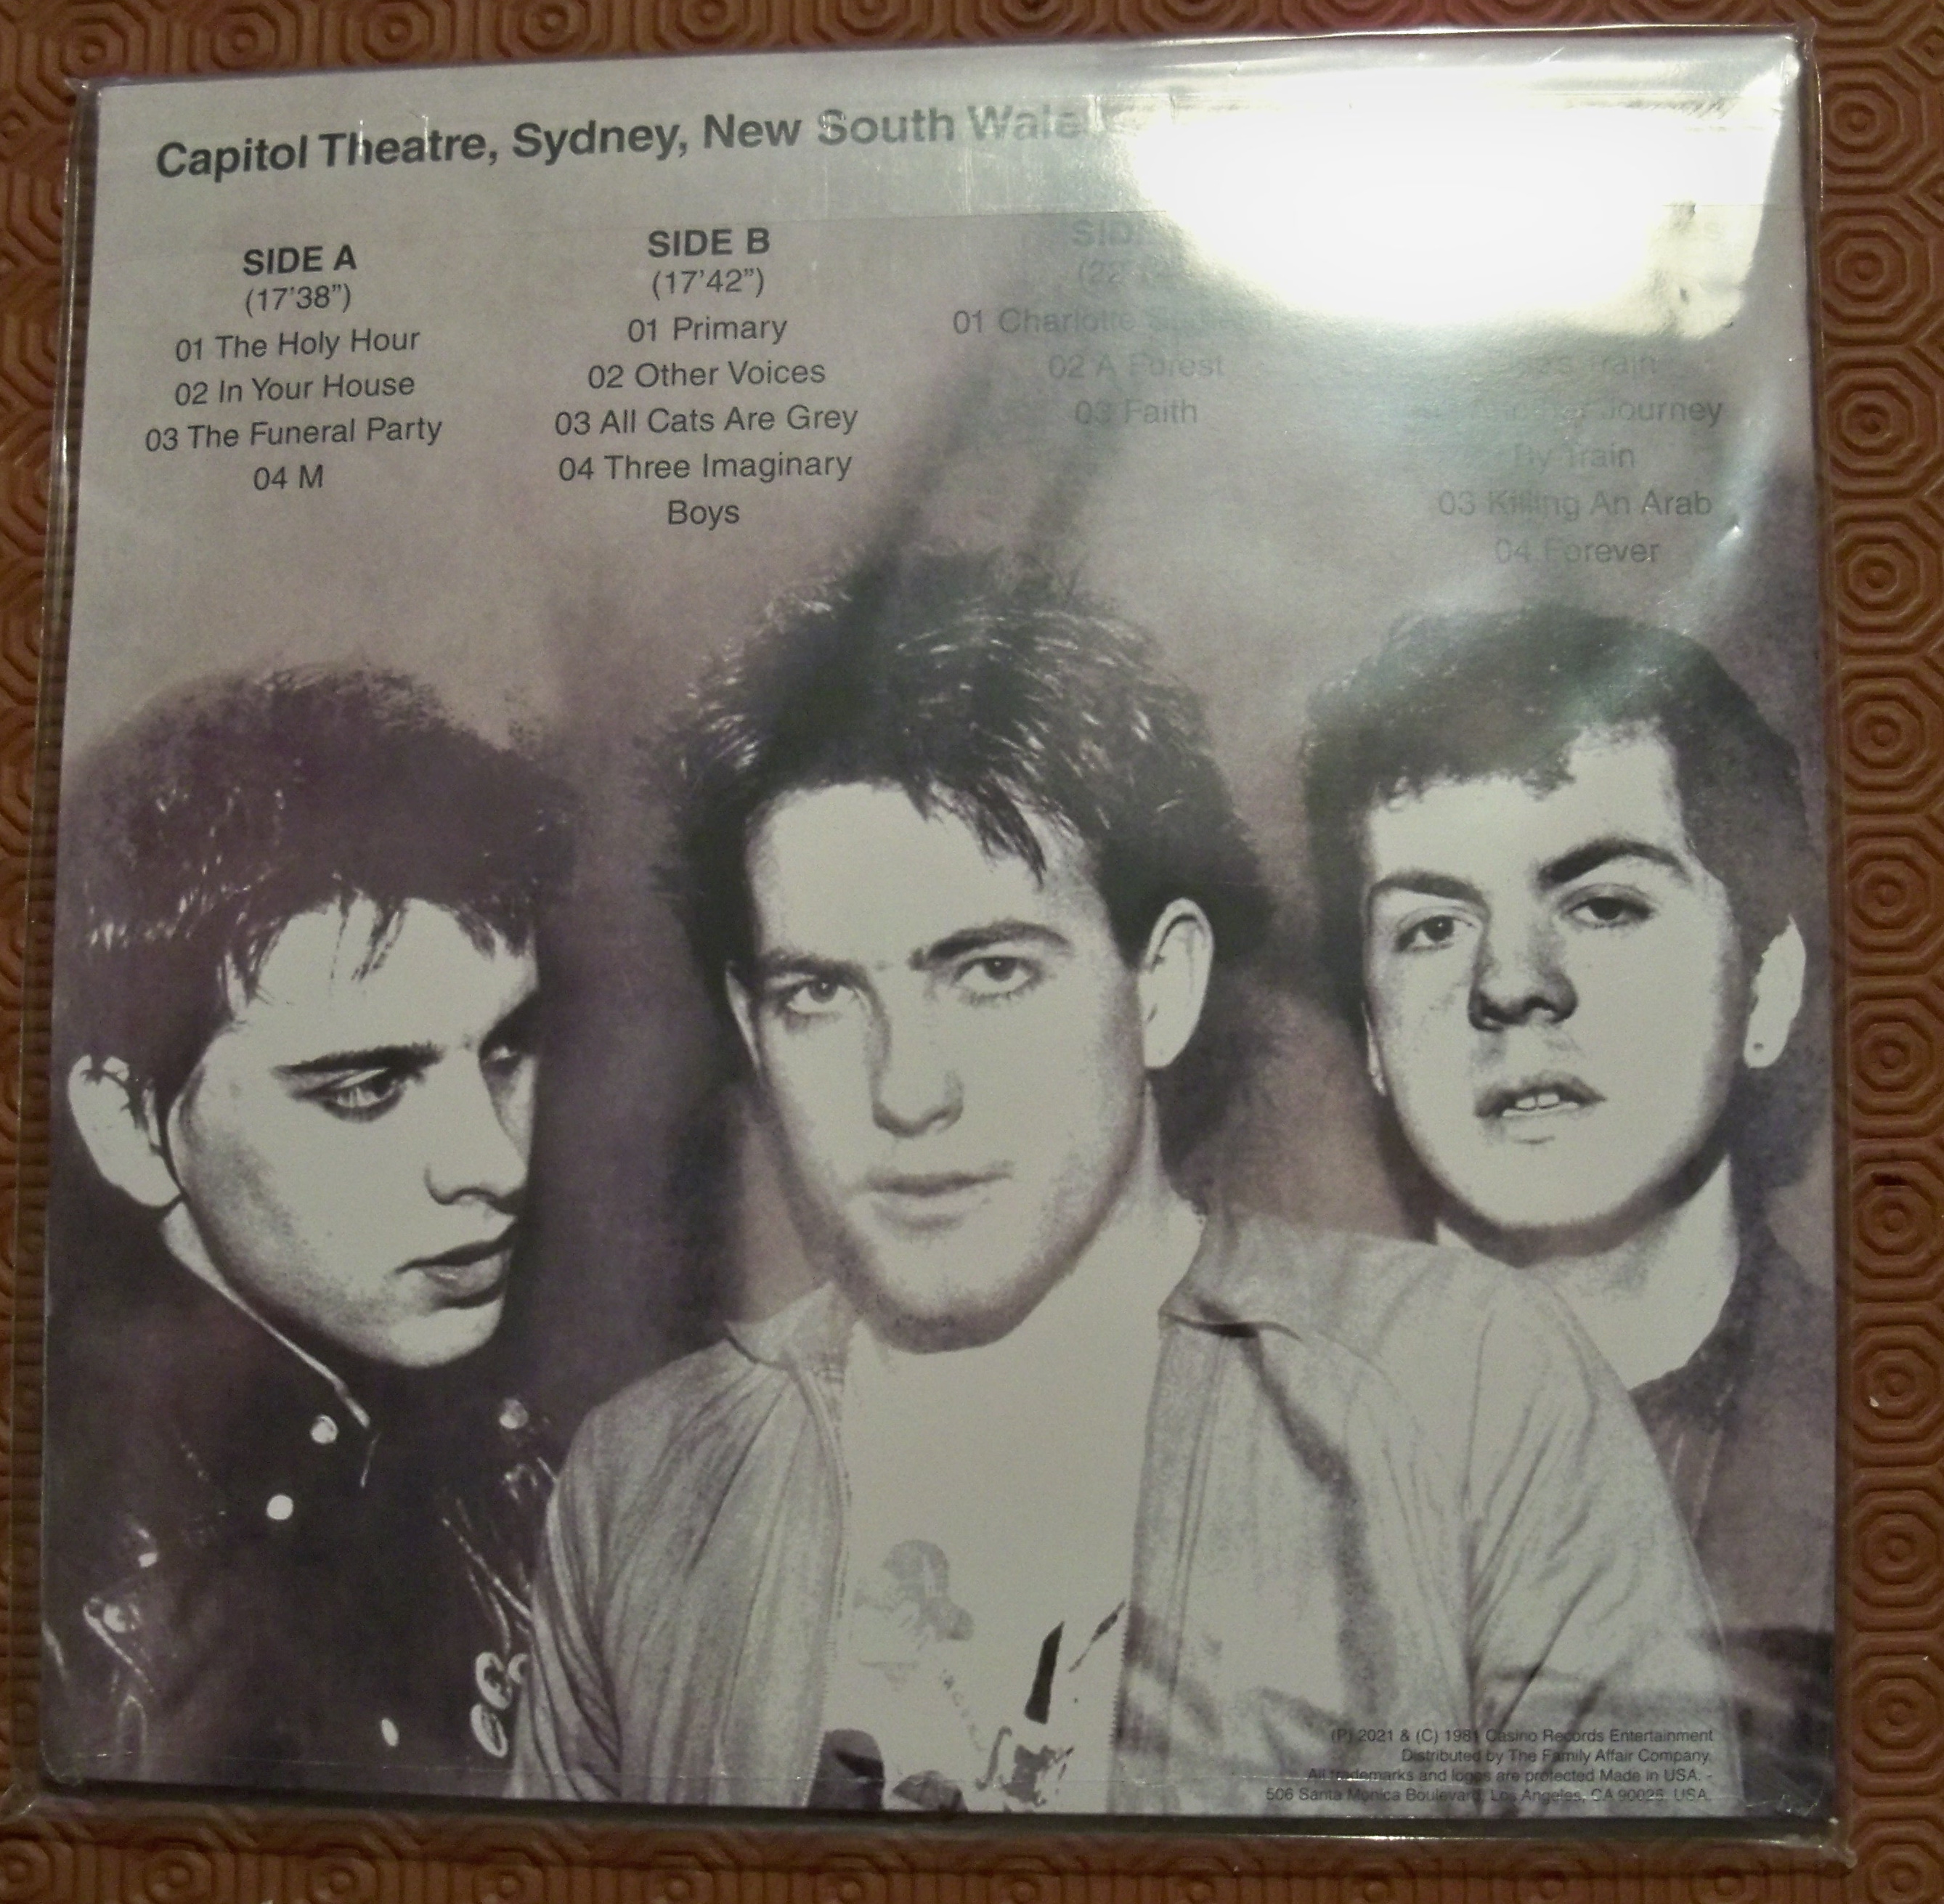 Capitol Theatre, Sydney, New South Wales
SIDE A
(17'38")
01 The Holy Hour
02 In Your House
03 The Funeral Party
04 M
SIDE B
(17'42")
01 Primary
02 Other Voices
03 All Cats Are Grey
04 Three Imaginary
Boys
01 Charlotte
02 A Forest
03 Faith
Train
Another Journey
By Train
03 Killing An Arab
04 Forever
(P) 2021 & (C) 1981 Casino Records Entertainment
Distributed by The Family Affair Company.
All trademarks and logos are protected Made in USA. -
506 Santa Monica Boulevard, Los Angeles, CA 90025 USA.